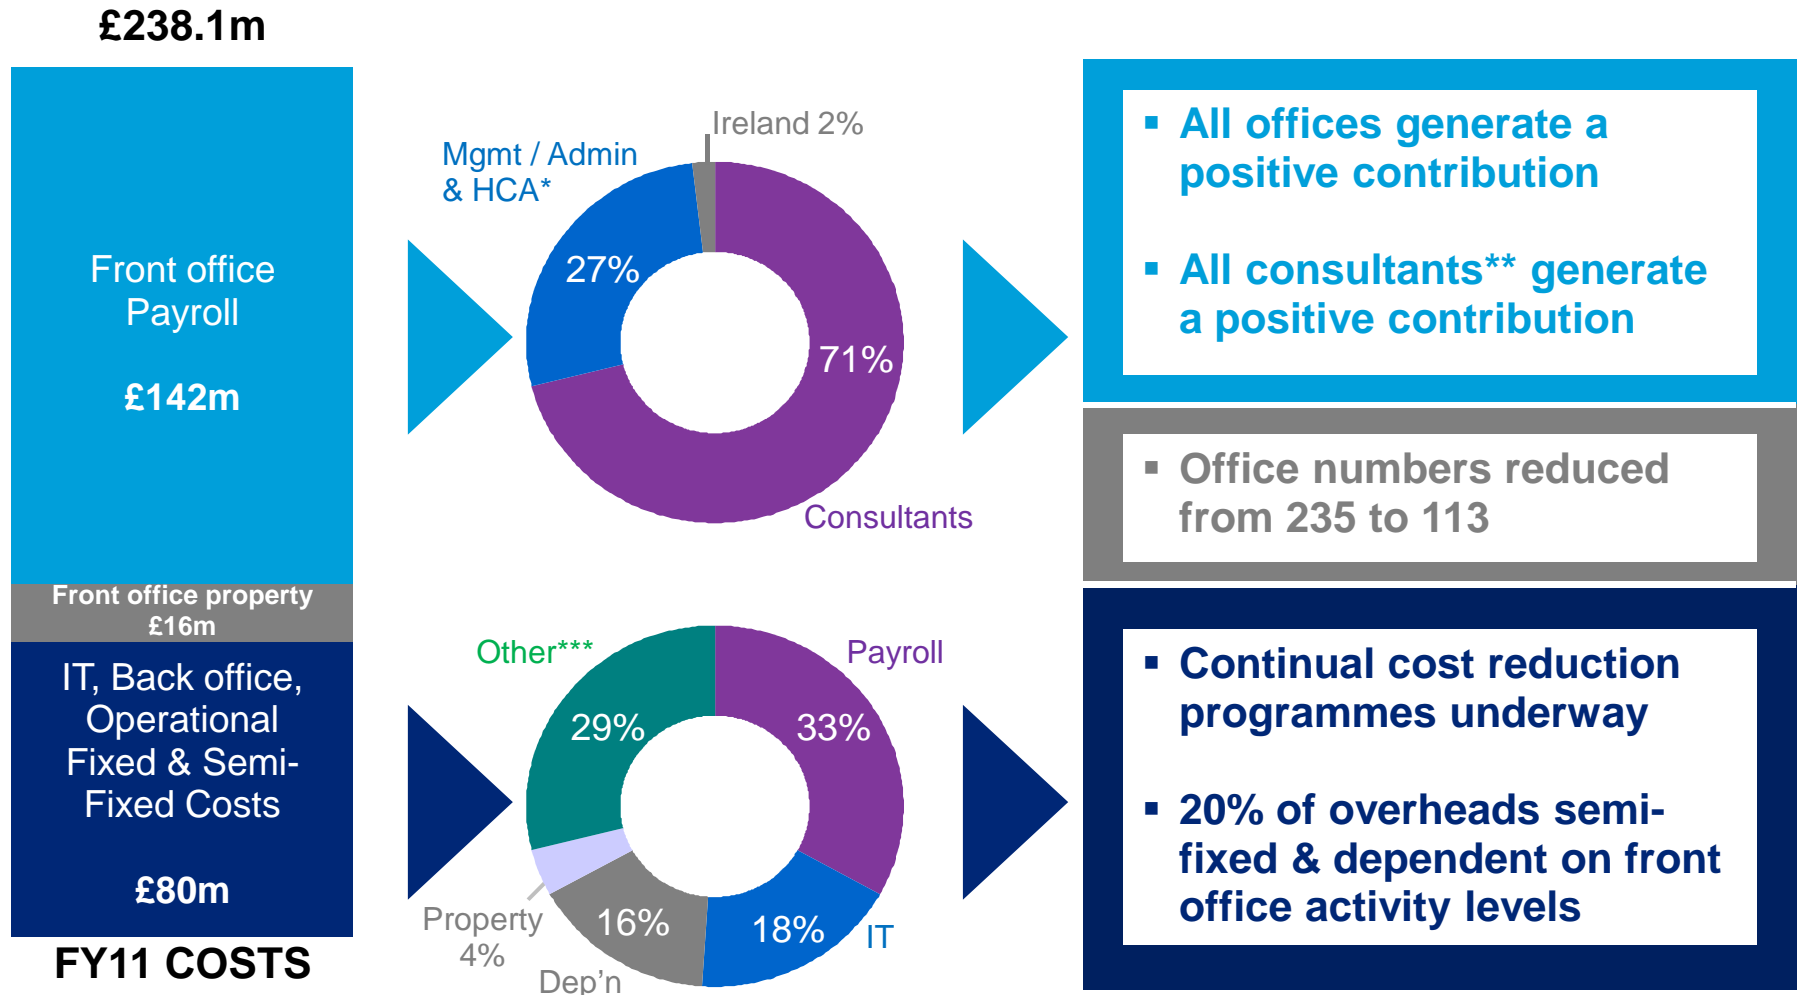 £238.1m
Front office
Payroll
£142m
Front office property
£16m
IT, Back office,
Operational
Fixed & Semi-
Fixed Costs
£80m
FY11 COSTS
Ireland 2%
Mgmt / Admin
& HCA*
27%
71%
Consultants
Other***
Payroll
29%
33%
Property
4%
16%
18%
IT
Dep’n
▪ All offices generate a
positive contribution
▪ All consultants** generate
a positive contribution
▪ Office numbers reduced
from 235 to 113
▪ Continual cost reduction
programmes underway
▪ 20% of overheads semi-
fixed & dependent on front
office activity levels